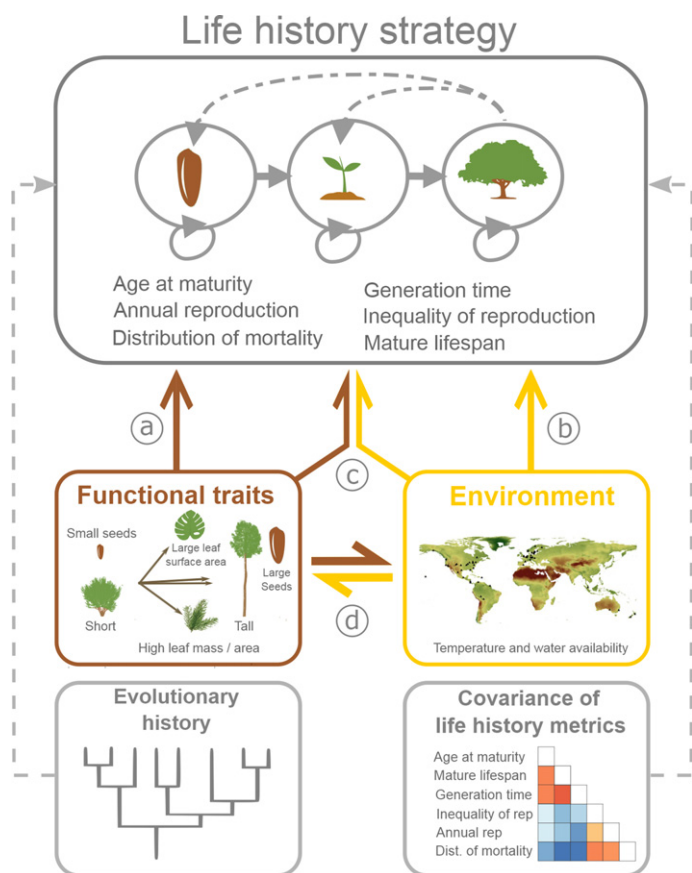 Life history strategy
Age at maturity
Annual reproduction
Distribution of mortality
Generation time
Inequality of reproduction
Mature lifespan
a
b
c
d
Functional traits
Small seeds
Large leaf
surface area
Large
Seeds
Short
Tall
High leaf mass / area
Environment
Temperature and water availability
Evolutionary
history
Covariance of
life history metrics
Age at maturity
Mature lifespan
Generation time
Inequality of rep
Annual rep
Dist. of mortality